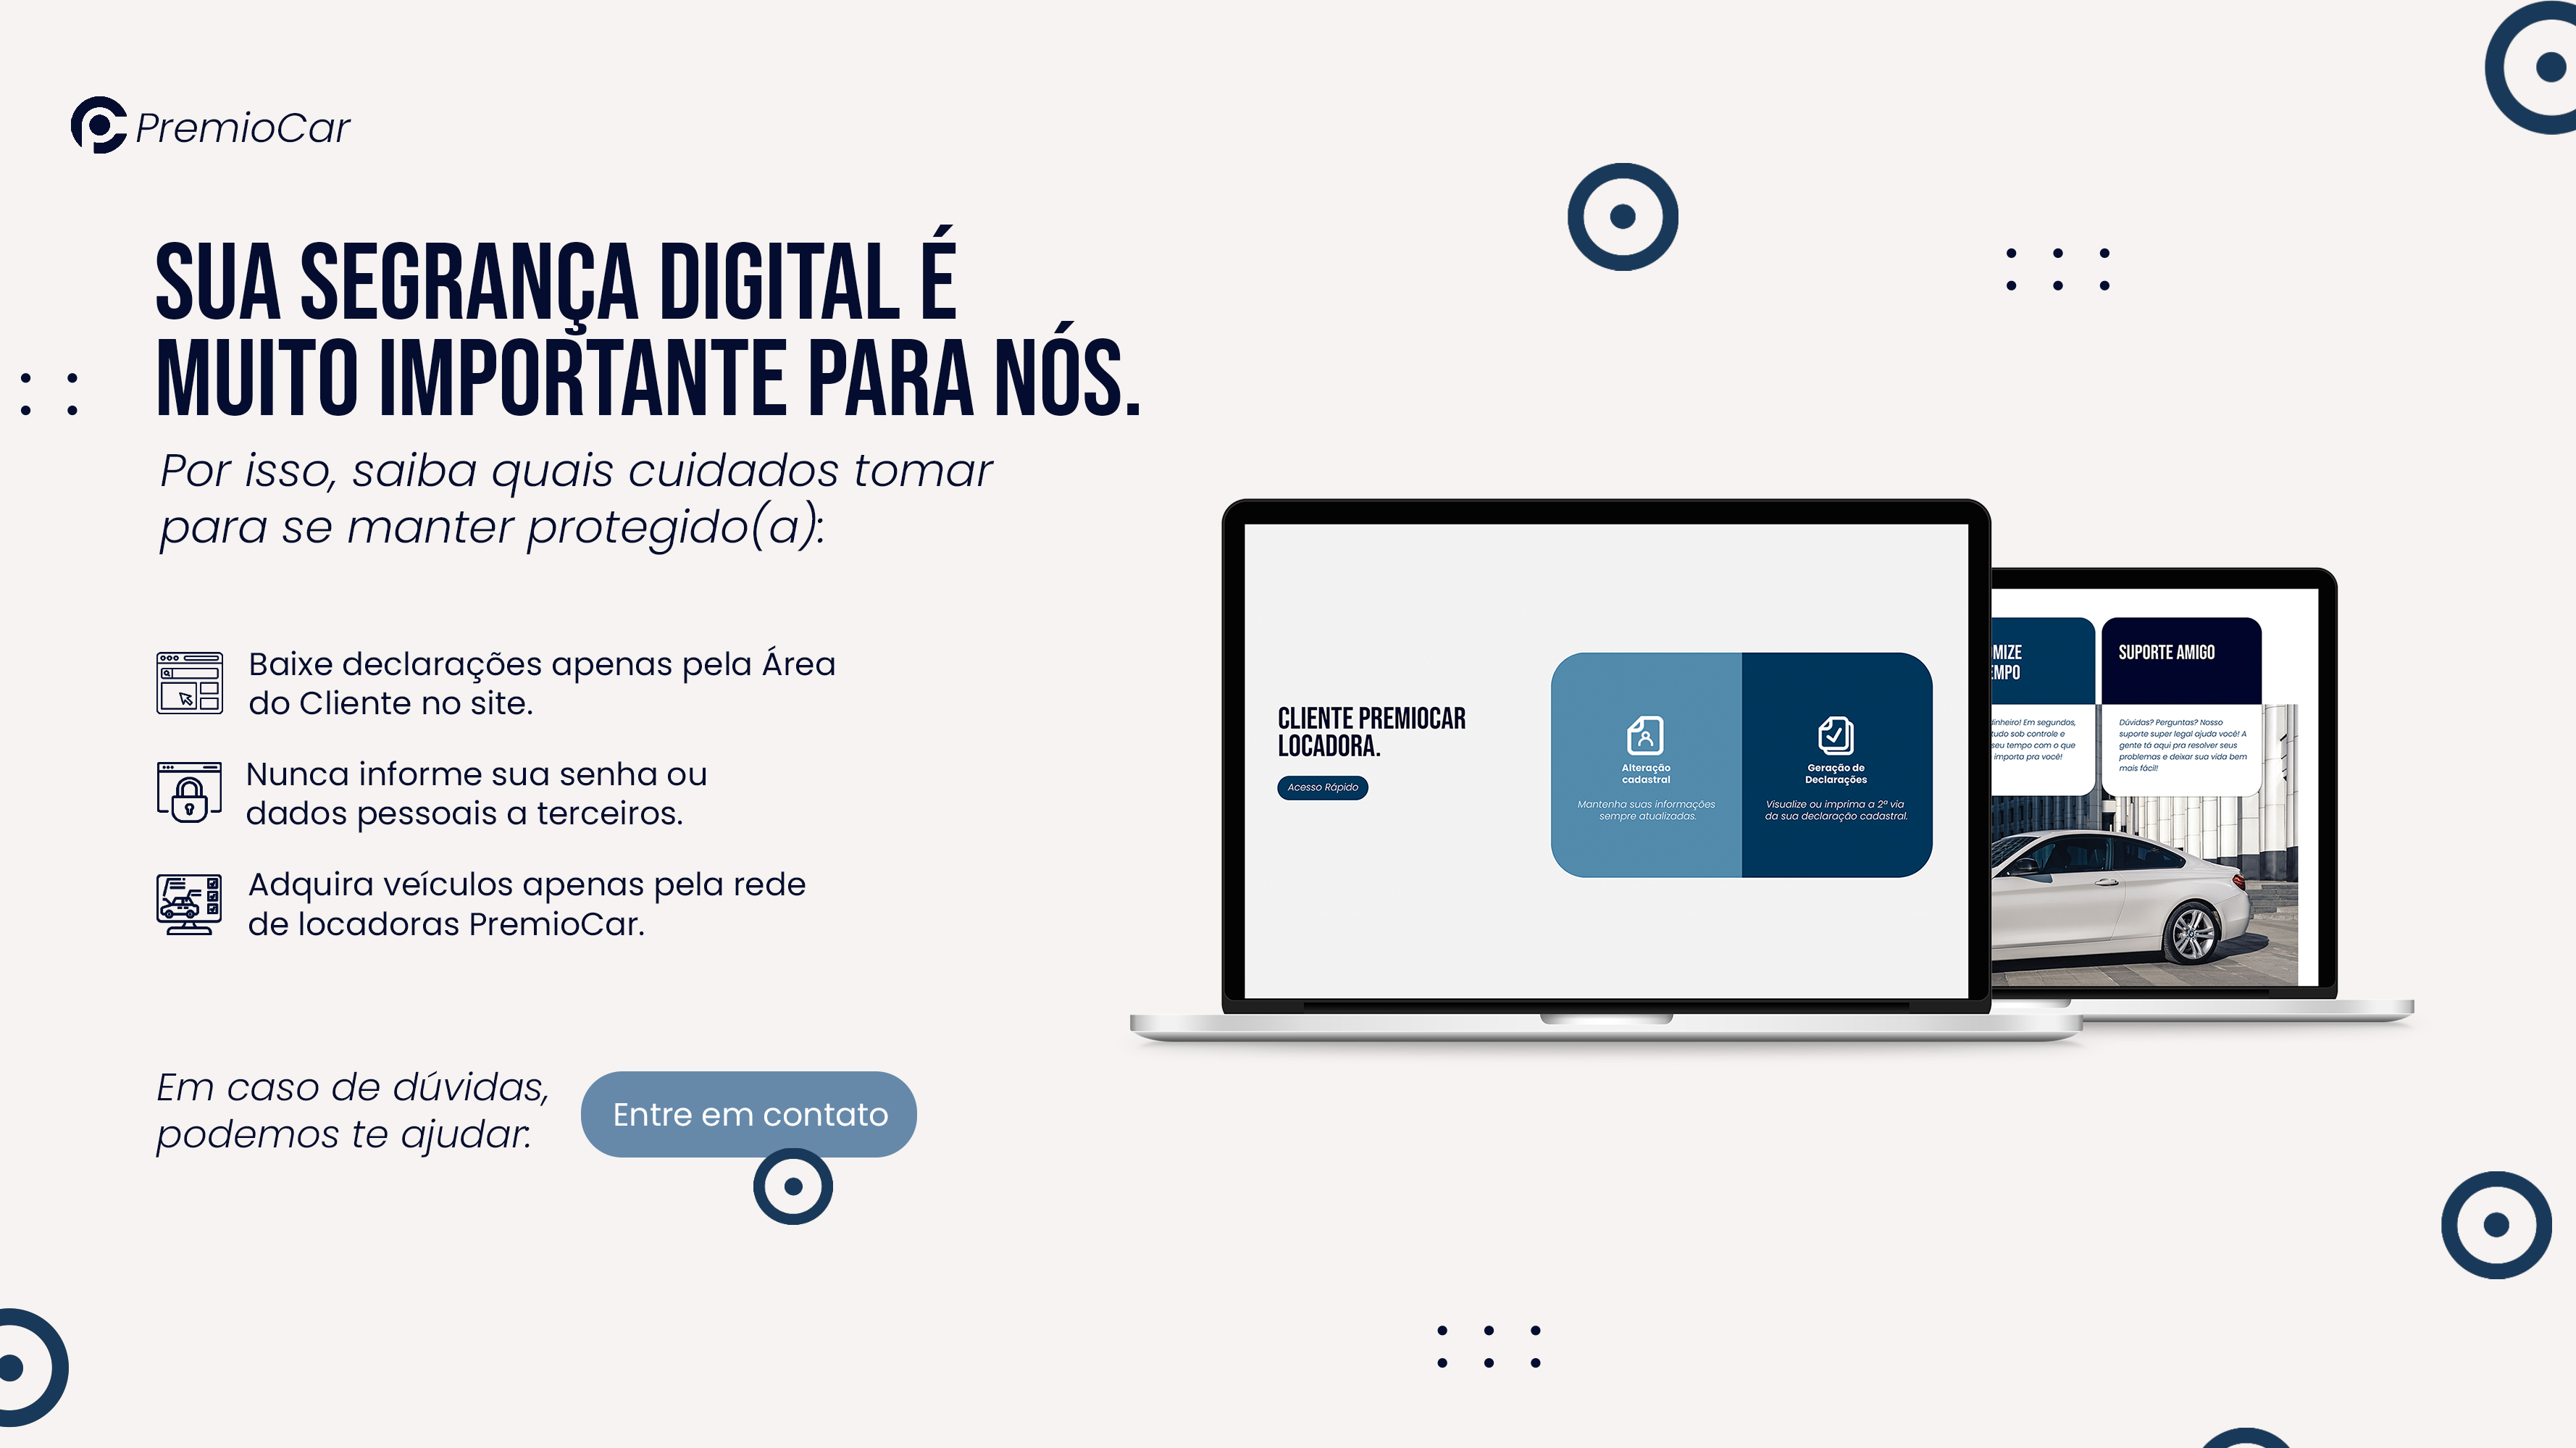 PremioCar
SUA SEGRANÇA DIGITAL É
MUITO IMPORTANTE PARA NÓS.
Por isso, saiba quais cuidados tomar
para se manter protegido(a):
Baixe declarações apenas pela Área
do Cliente no site.
Nunca informe sua senha ou
dados pessoais a terceiros.
Adquira veículos apenas pela rede
de locadoras PremioCar.
Em caso de dúvidas,
podemos te ajudar:
Entre em contato
CLIENTE PREMIOCAR
LOCADORA.
Acesso Rápido
Alteração
cadastral
Mantenha suas informações
sempre atualizadas.
Geração de
Declarações
Visualize ou imprima a 2ª via
da sua declaração cadastral.
MIZE
EMPO
dinheiro! Em segundos,
tudo sob controle e
seu tempo com o que
importa pra você!
SUPORTE AMIGO
Dúvidas? Perguntas? Nosso
suporte super legal ajuda você! A
gente tá aqui pra resolver seus
problemas e deixar sua vida bem
mais fácil!